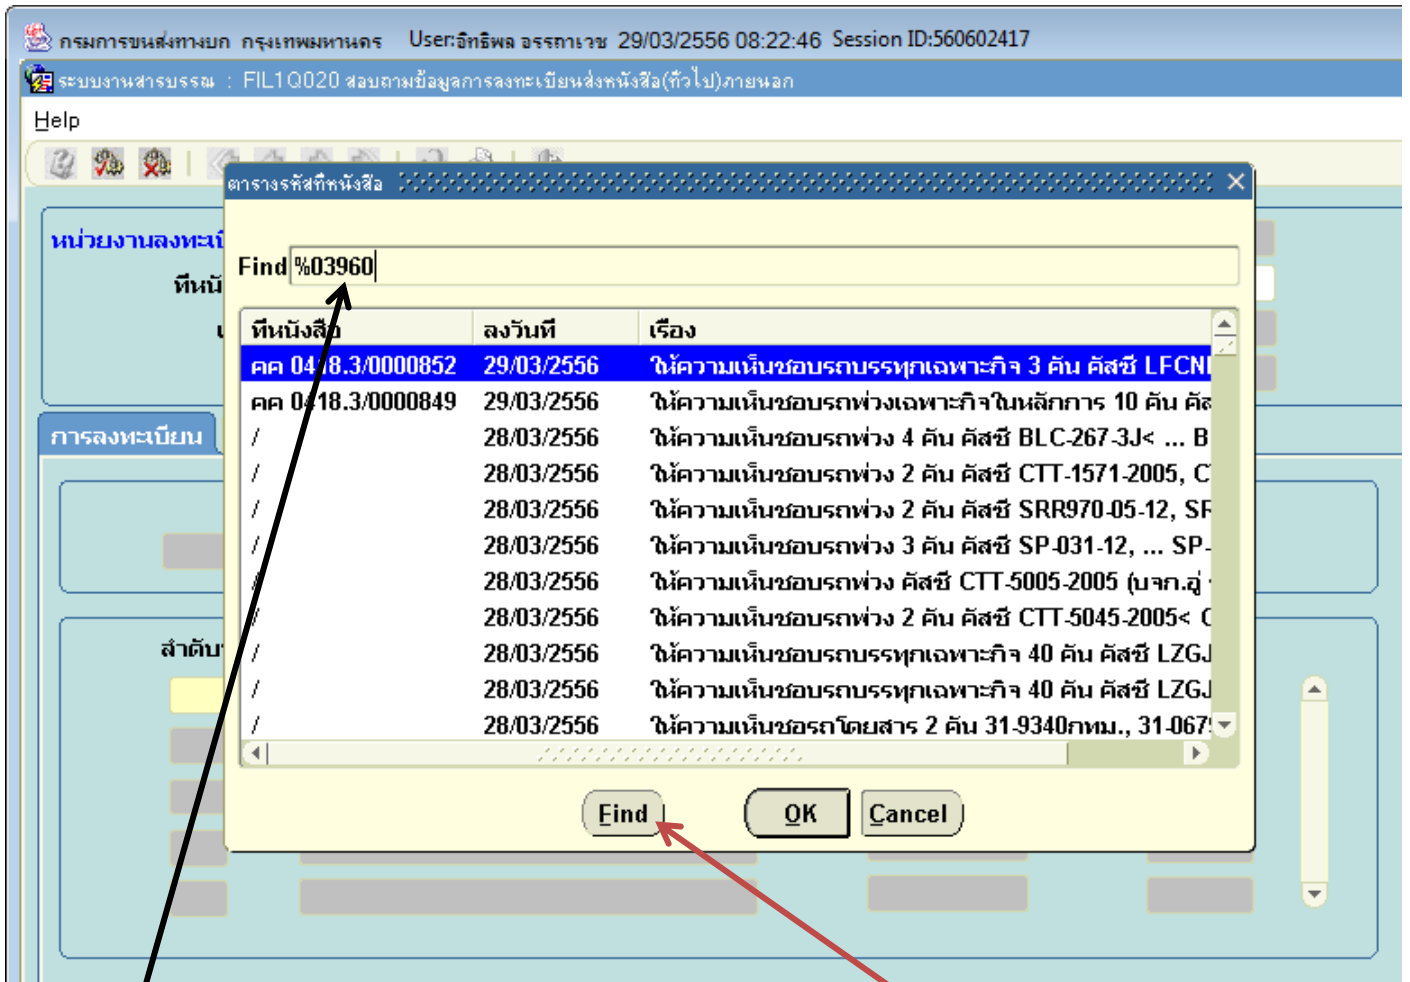 กรมการขนส่งทางบก กรุงเทพมหานคร User:อิทธิพล อรรถาเวช 29/03/2556 08:22:46 Session ID:560602417
ระบบงานสารบรรณ : FIL1Q020 สอบถามข้อมูลการลงทะเบียนส่งหนังสือ(ทั่วไป)ภายนอก
Help
ตารางรหัสที่หนังสือ
หน่วยงานลงทะเบี
ที่หนั
Find %03960
ที่หนังสือ ลงวันที่ เรื่อง
คค 0418.3/0000852 29/03/2556 ให้ความเห็นชอบรถบรรทุกเฉพาะกิจ 3 คัน คัสซี LFCN
คค 0418.3/0000849 29/03/2556 ให้ความเห็นชอบรถพ่วงเฉพาะกิจในหลักการ 10 คัน คัส
การลงทะเบียน
/ 28/03/2556 ให้ความเห็นชอบรถพ่วง 4 คัน คัสซี BLC-267-3J< ... B
/ 28/03/2556 ให้ความเห็นชอบรถพ่วง 2 คัน คัสซี CTT-1571-2005, C
/ 28/03/2556 ให้ความเห็นชอบรถพ่วง 2 คัน คัสซี SRR970-05-12, SR
/ 28/03/2556 ให้ความเห็นชอบรถพ่วง 3 คัน คัสซี SP-031-12, ... SP-
/ 28/03/2556 ให้ความเห็นชอบรถพ่วง คัสซี CTT-5005-2005 (บจก.อู่
/ 28/03/2556 ให้ความเห็นชอบรถพ่วง 2 คัน คัสซี CTT-5045-2005< C
ลำดับ
/ 28/03/2556 ให้ความเห็นชอบรถบรรทุกเฉพาะกิจ 40 คัน คัสซี LZGJ
/ 28/03/2556 ให้ความเห็นชอบรถบรรทุกเฉพาะกิจ 40 คัน คัสซี LZGJ
/ 28/03/2556 ให้ความเห็นชอรถโดยสาร 2 คัน 31-9340กทม., 31-067
Find OK Cancel